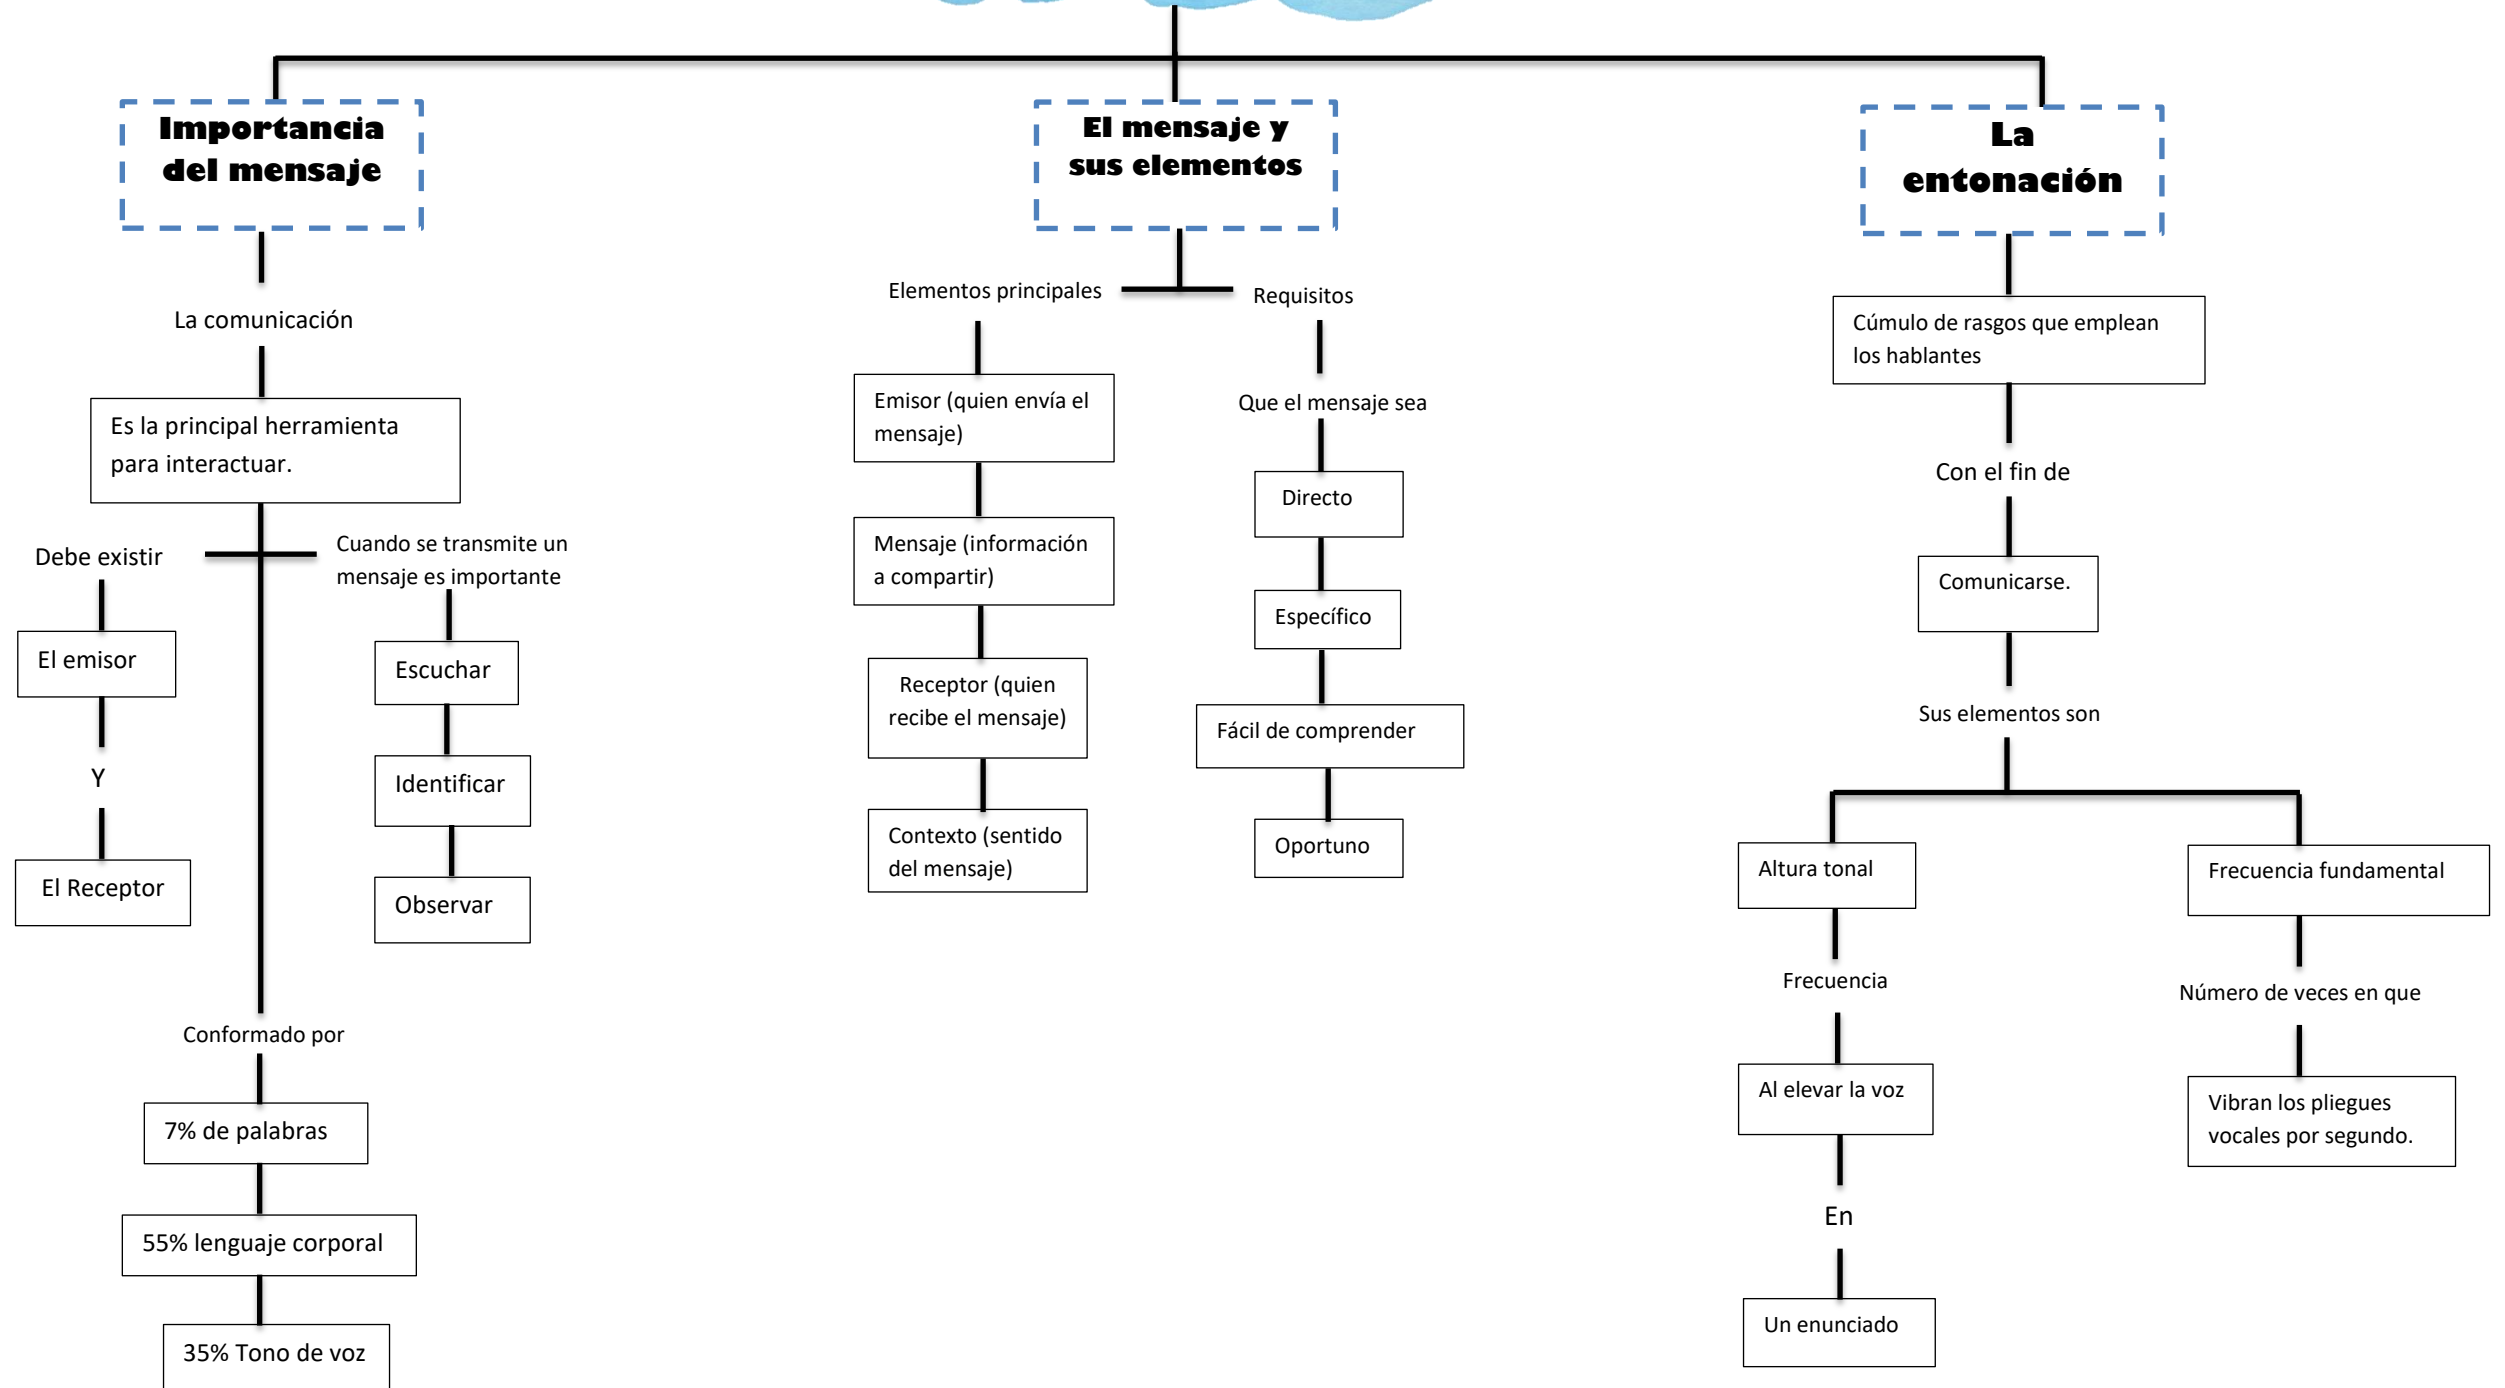 Importancia
del mensaje
La comunicación
Es la principal herramienta
para interactuar.
Debe existir
El emisor
Y
El Receptor
Cuando se transmite un
mensaje es importante
Escuchar
Identificar
Observar
Conformado por
7% de palabras
55% lenguaje corporal
35% Tono de voz
El mensaje y
sus elementos
Elementos principales
Emisor (quien envía el
mensaje)
Mensaje (información
a compartir)
Receptor (quien
recibe el mensaje)
Contexto (sentido
del mensaje)
Requisitos
Que el mensaje sea
Directo
Específico
Fácil de comprender
Oportuno
La
entonación
Cúmulo de rasgos que emplean
los hablantes
Con el fin de
Comunicarse.
Sus elementos son
Altura tonal
Frecuencia
Al elevar la voz
En
Un enunciado
Frecuencia fundamental
Número de veces en que
Vibran los pliegues
vocales por segundo.